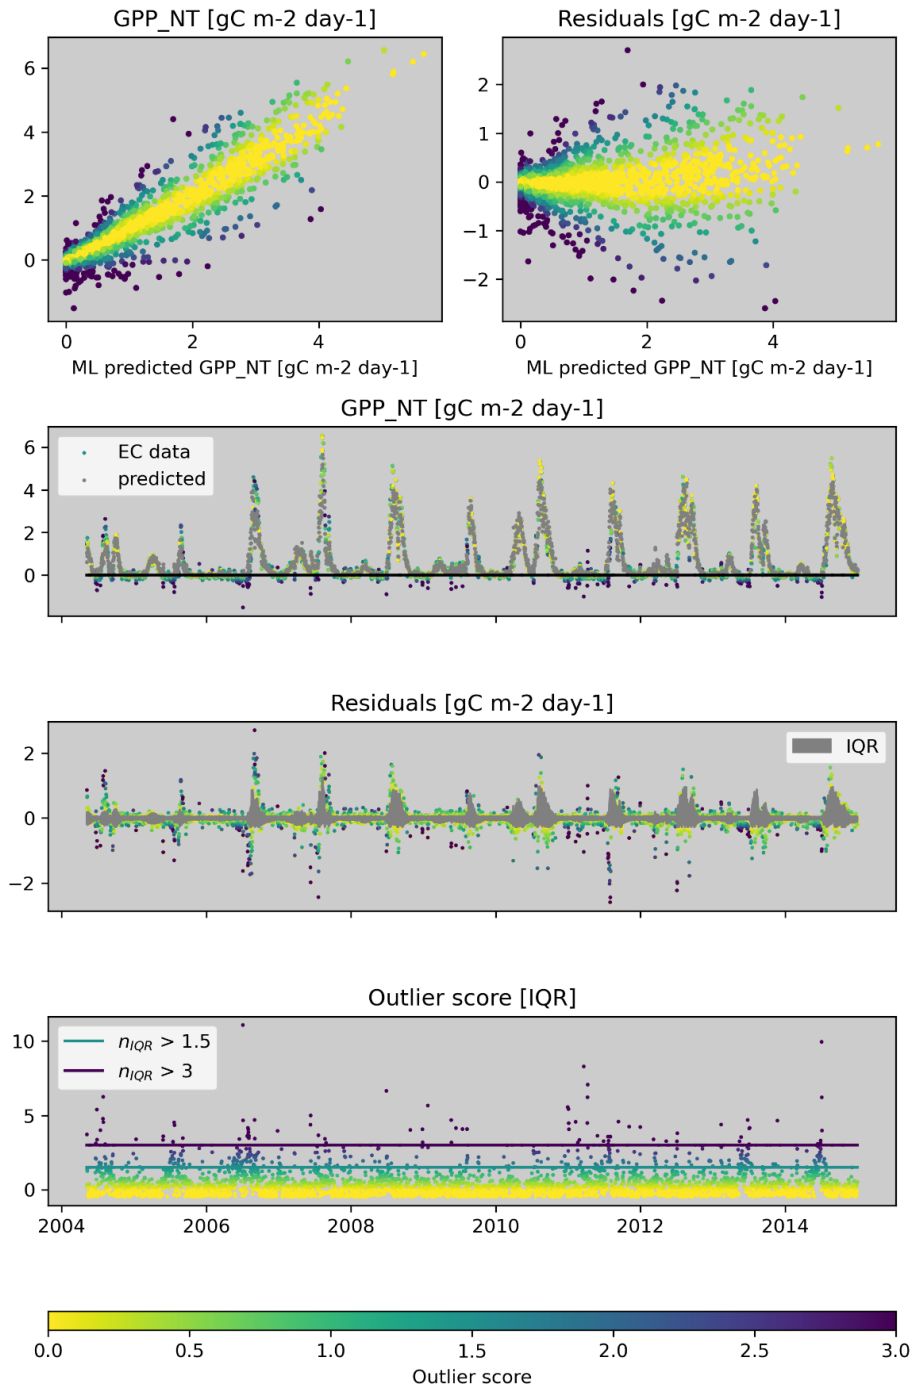 GPP_NT [gC m-2 day-1]
Residuals [gC m-2 day-1]
6
4
2
0
2
1
0
−1
−2
0
2
4
0
2
4
ML predicted GPP_NT [gC m-2 day-1]
ML predicted GPP_NT [gC m-2 day-1]
GPP_NT [gC m-2 day-1]
EC data
predicted
6
4
2
0
Residuals [gC m-2 day-1]
IQR
2
0
−2
Outlier score [IQR]
n_IQR > 1.5
n_IQR > 3
10
5
0
2004
2006
2008
2010
2012
2014
0.0
0.5
1.0
1.5
2.0
2.5
3.0
Outlier score